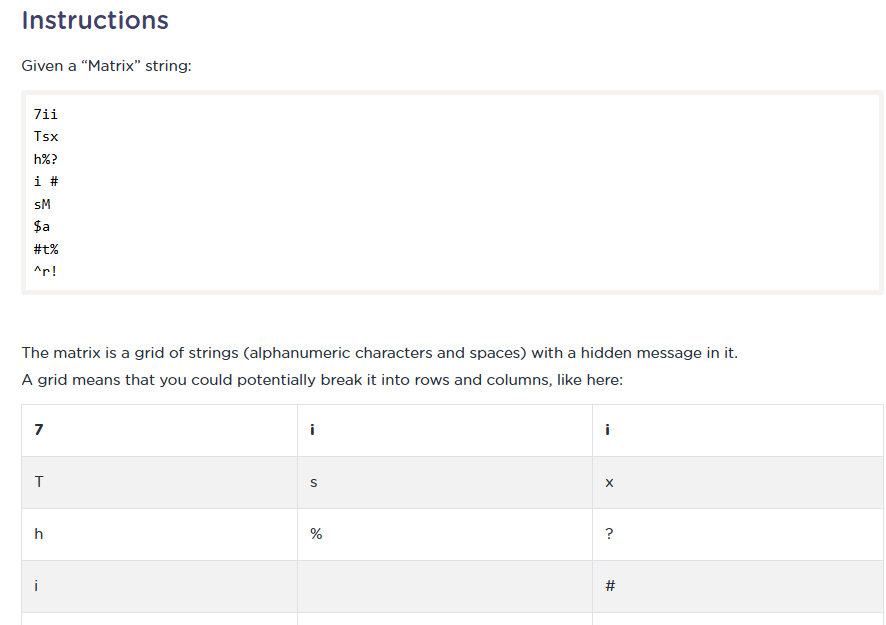 Instructions
Given a “Matrix” string:
7ii
Tsx
h%?
i #
sM
$a
#t%
^r!
The matrix is a grid of strings (alphanumeric characters and spaces) with a hidden message in it.
A grid means that you could potentially break it into rows and columns, like here:
7 i i
T s x
h % ?
i #